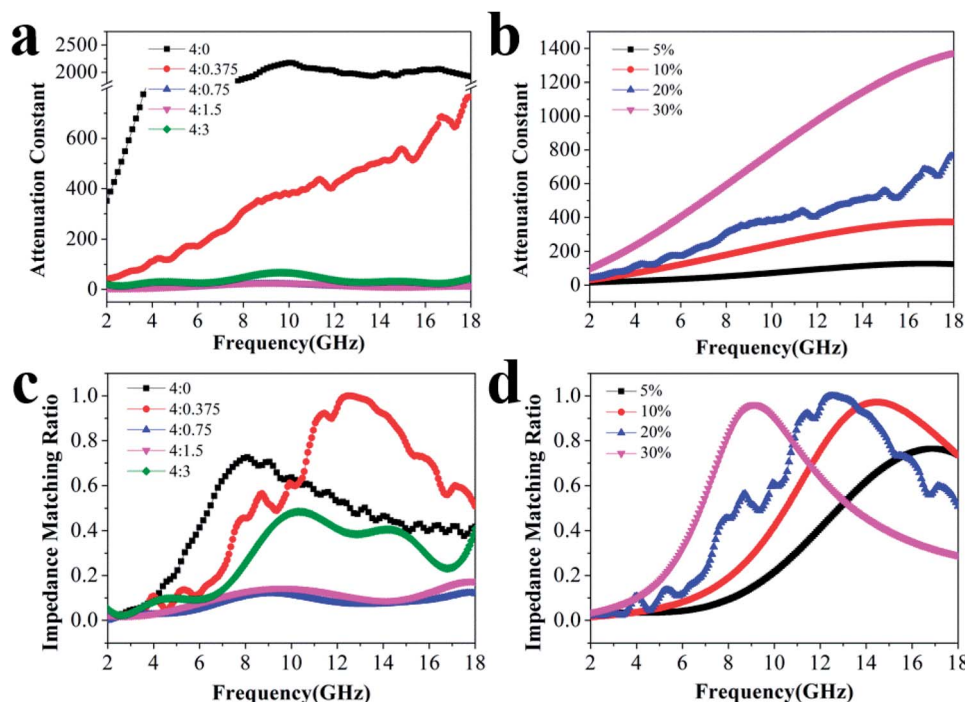 a
Attenuation Constant
2500
2000
600
400
200
0
4:0
4:0.375
4:0.75
4:1.5
4:3
2 4 6 8 10 12 14 16 18
Frequency(GHz)
b
Attenuation Constant
1400
1200
1000
800
600
400
200
0
5%
10%
20%
30%
2 4 6 8 10 12 14 16 18
Frequency(GHz)
c
Impedance Matching Ratio
1.0
0.8
0.6
0.4
0.2
0.0
4:0
4:0.375
4:0.75
4:1.5
4:3
2 4 6 8 10 12 14 16 18
Frequency(GHz)
d
Impedance Matching Ratio
1.0
0.8
0.6
0.4
0.2
0.0
5%
10%
20%
30%
2 4 6 8 10 12 14 16 18
Frequency(GHz)